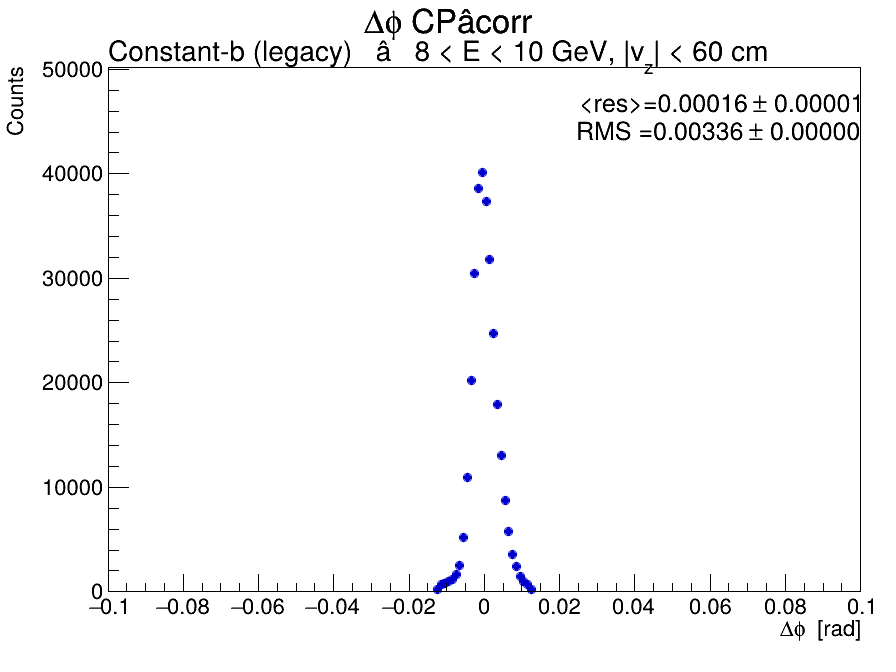 Δϕ CPâcorr
Constant-b (legacy) â 8 < E < 10 GeV, |v_z| < 60 cm
Counts
<res>=0.00016 ± 0.00001
RMS =0.00336 ± 0.00000
50000
40000
30000
20000
10000
0
−0.1 −0.08 −0.06 −0.04 −0.02 0 0.02 0.04 0.06 0.08 0.1
Δϕ [rad]